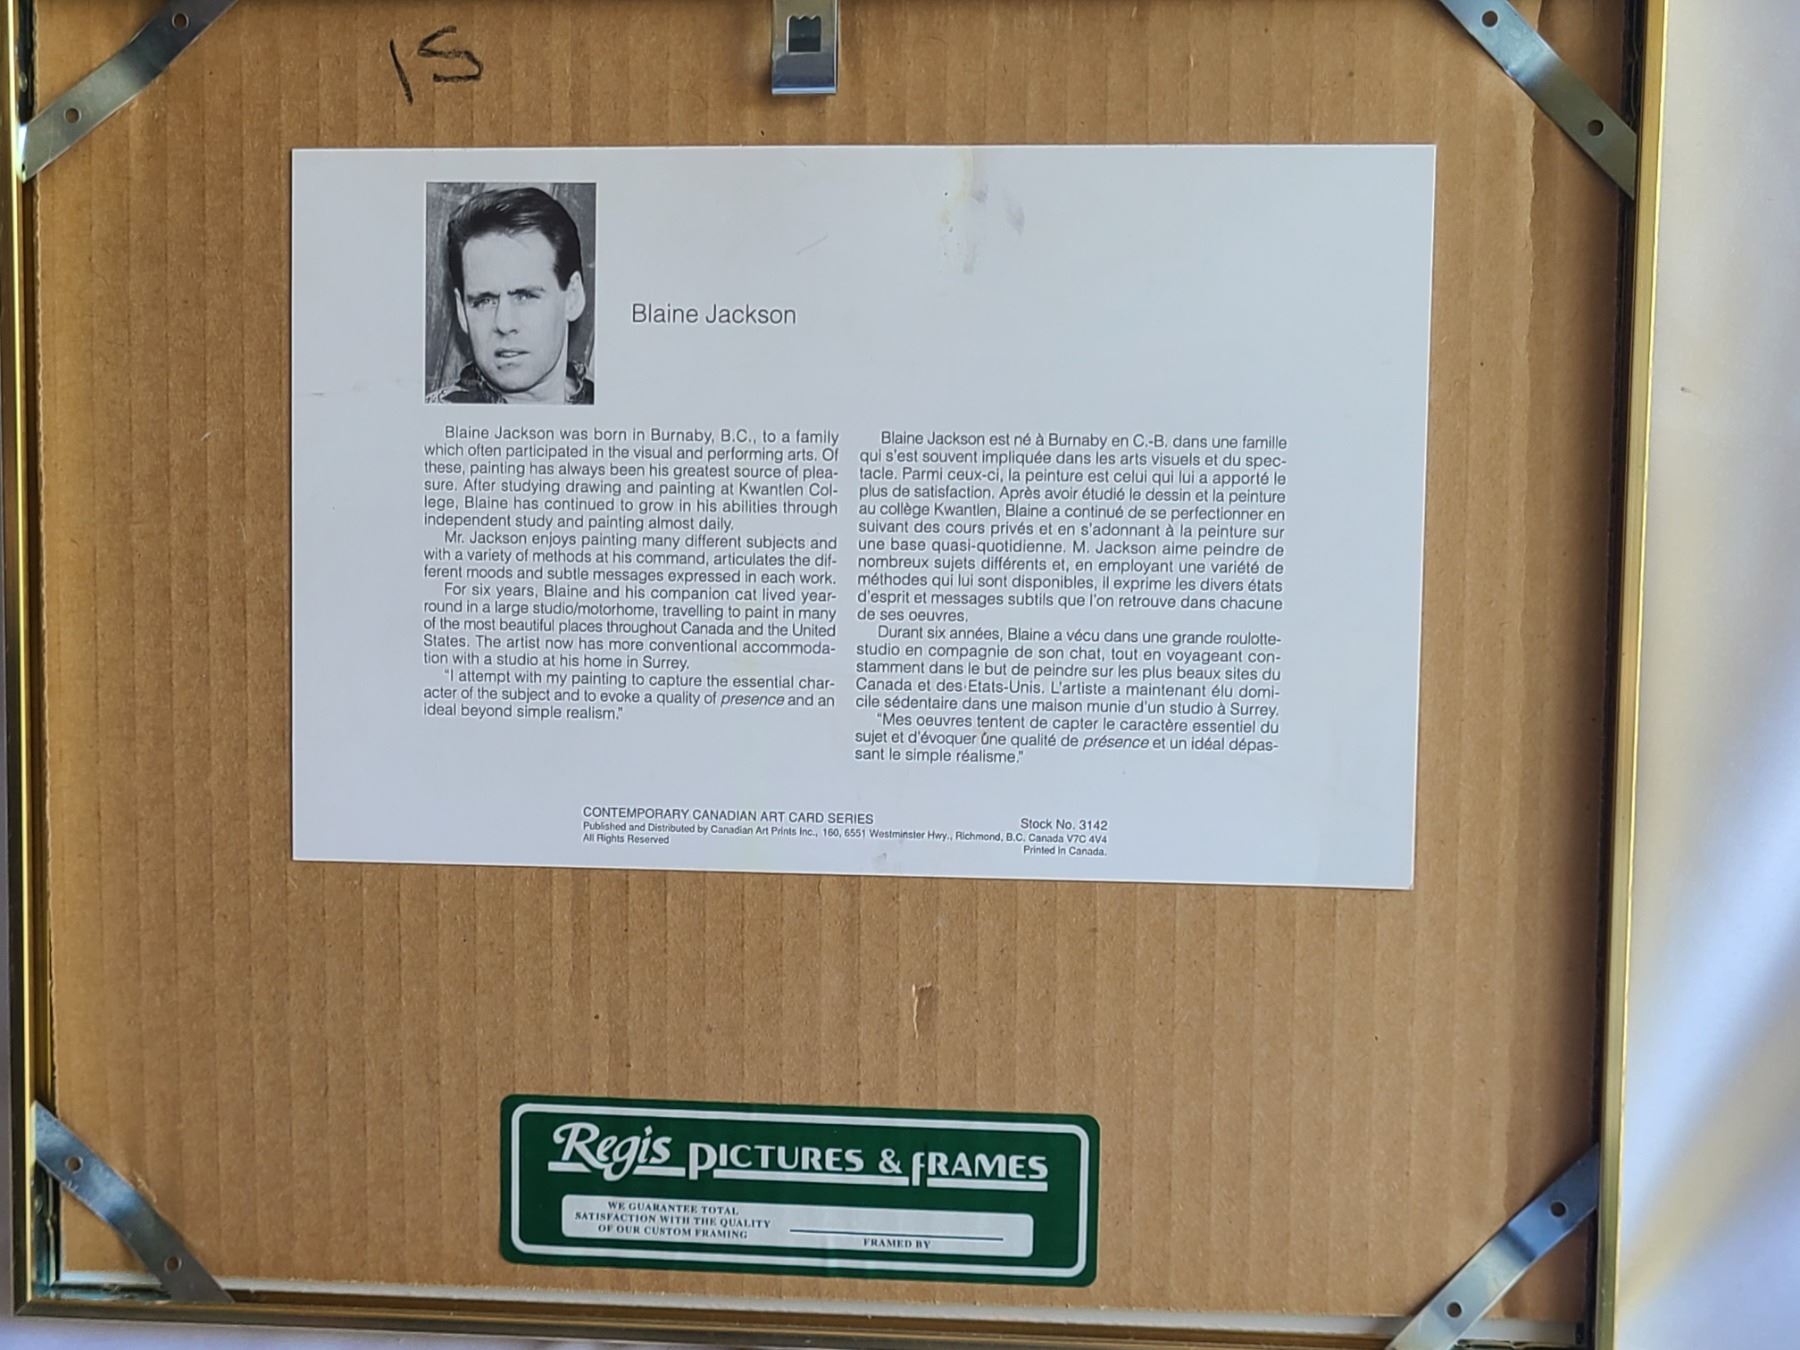 15
Blaine Jackson
Blaine Jackson was born in Burnaby, B.C., to a family
which often participated in the visual and performing arts. Of
these, painting has always been his greatest source of plea-
sure. After studying drawing and painting at Kwantlen Col-
lege, Blaine has continued to grow in his abilities through
independent study and painting almost daily.
Mr. Jackson enjoys painting many different subjects and
with a variety of methods at his command, articulates the dif-
ferent moods and subtle messages expressed in each work.
For six years, Blaine and his companion cat lived year-
round in a large studio/motorhome, travelling to paint in many
of the most beautiful places throughout Canada and the United
States. The artist now has more conventional accommoda-
tion with a studio at his home in Surrey.
"I attempt with my painting to capture the essential char-
acter of the subject and to evoke a quality of presence and an
ideal beyond simple realism."
Blaine Jackson est né à Burnaby en C.-B. dans une famille
qui s'est souvent impliquée dans les arts visuels et du spec-
tacle. Parmi ceux-ci, la peinture est celui qui lui a apporté le
plus de satisfaction. Après avoir étudié le dessin et la peinture
au collège Kwantlen, Blaine a continué de se perfectionner en
suivant des cours privés et en s'adonnant à la peinture sur
une base quasi-quotidienne. M. Jackson aime peindre de
nombreux sujets différents et, en employant une variété de
méthodes qui lui sont disponibles, il exprime les divers états
d'esprit et messages subtils que l'on retrouve dans chacune
de ses oeuvres.
Durant six années, Blaine a vécu dans une grande roulotte-
studio en compagnie de son chat, tout en voyageant con-
stamment dans le but de peindre sur les plus beaux sites du
Canada et des Etats-Unis. L'artiste a maintenant élu domi-
cile sédentaire dans une maison munie d'un studio à Surrey.
"Mes oeuvres tentent de capter le caractère essentiel du
sujet et d'évoquer une qualité de présence et un idéal dépas-
sant le simple réalisme."
CONTEMPORARY CANADIAN ART CARD SERIES Stock No. 3142
Published and Distributed by Canadian Art Prints Inc., 160, 6551 Westminster Hwy., Richmond, B.C. Canada V7C 4V4
All Rights Reserved Printed in Canada.
Regis PICTURES & FRAMES
WE GUARANTEE TOTAL
SATISFACTION WITH THE QUALITY
OF OUR CUSTOM FRAMING
FRAMED BY